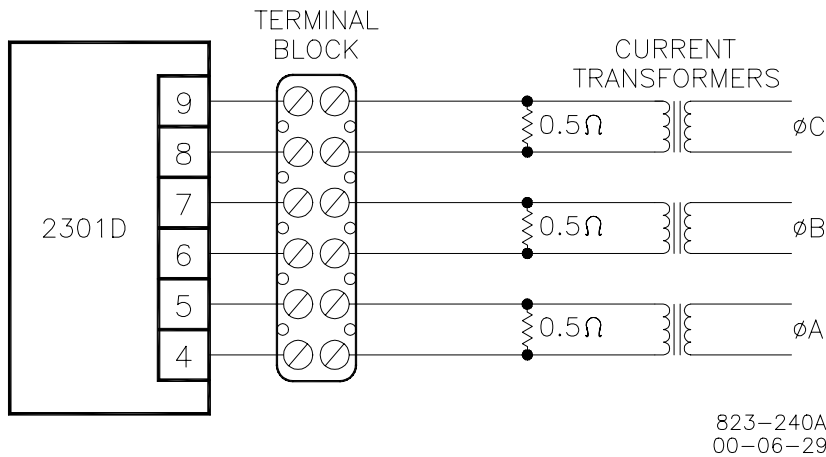 TERMINAL
BLOCK
CURRENT
TRANSFORMERS
2301D
9
8
7
6
5
4
0.5Ω
øC
0.5Ω
øB
0.5Ω
øA
823-240A
00-06-29